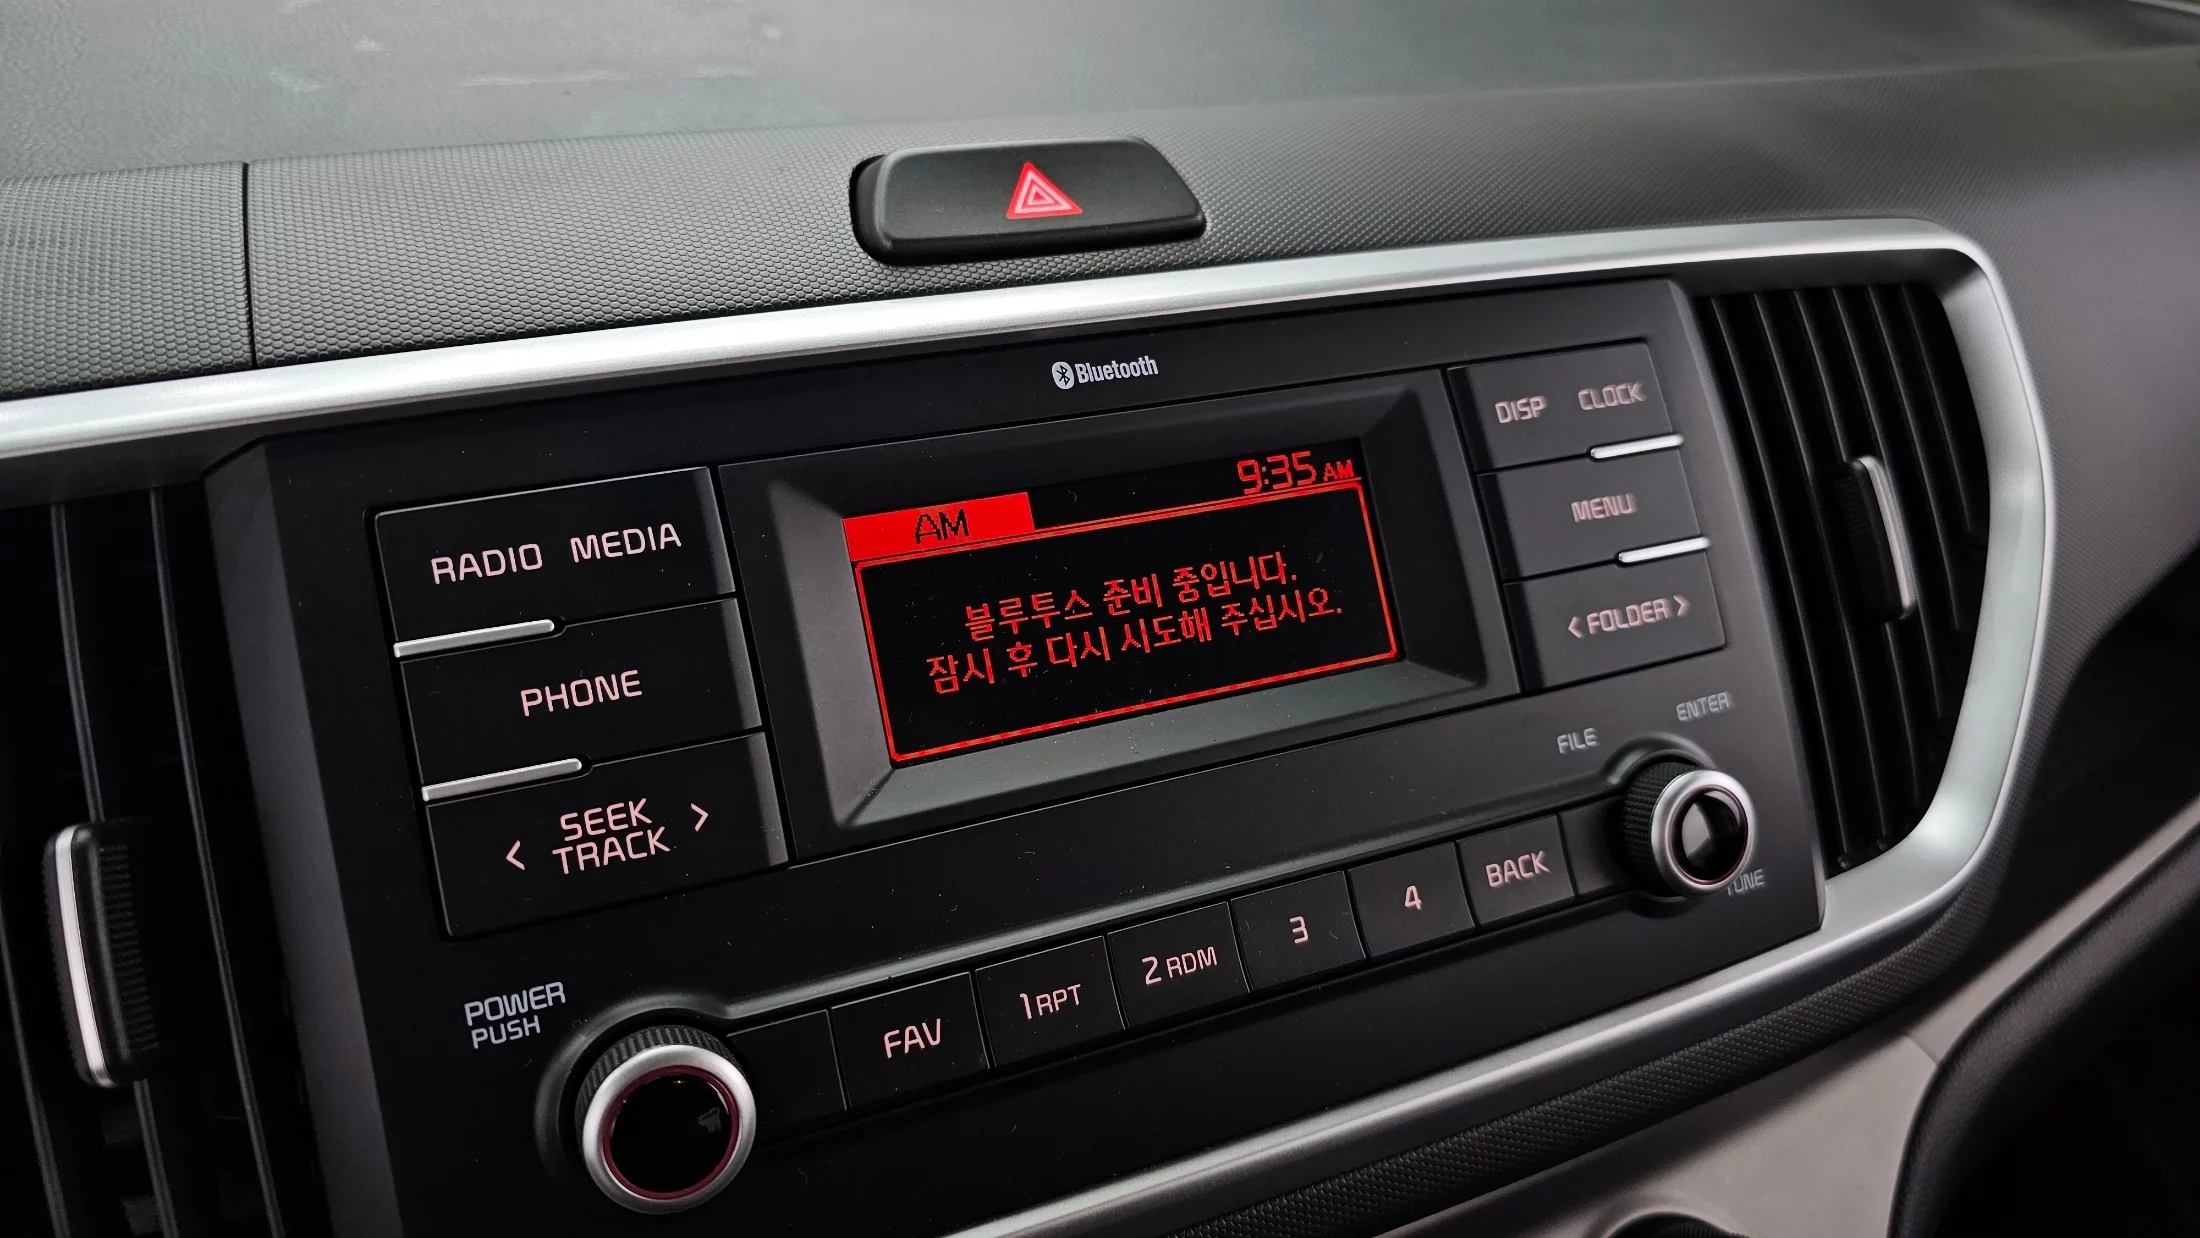 Bluetooth
DISP CLOCK
9:35 AM
AM
RADIO MEDIA
MENU
블루투스 준비 중입니다.
잠시 후 다시 시도해 주십시오.
< FOLDER >
PHONE
ENTER
FILE
< SEEK >
TRACK
TUNE
BACK
4
3
2 RDM
1 RPT
FAV
POWER
PUSH